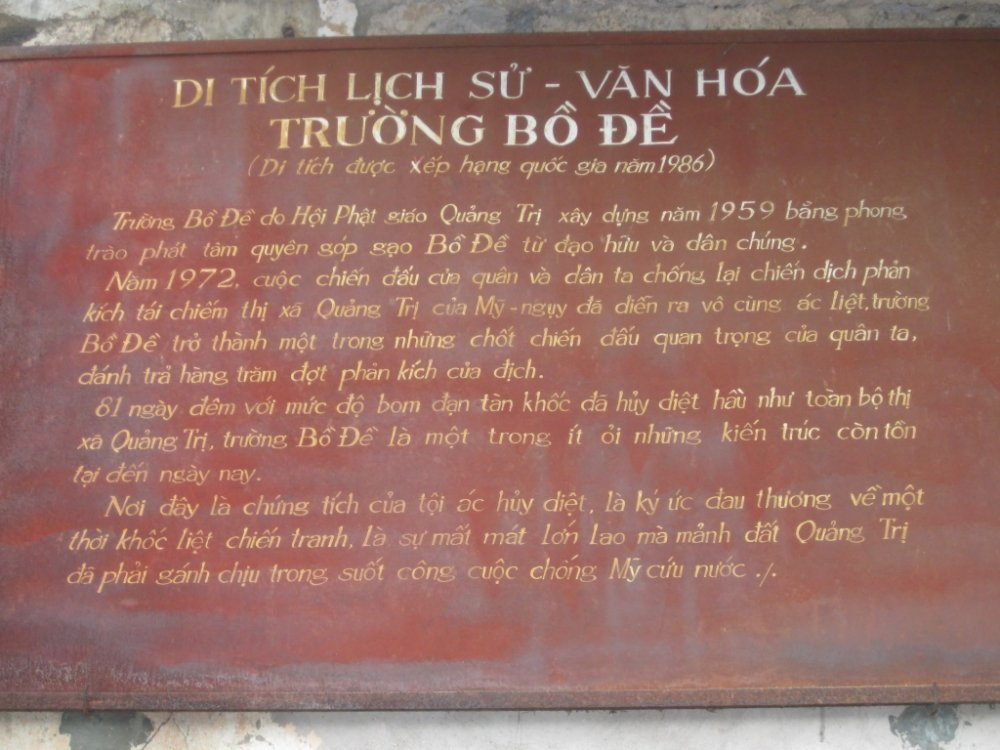 DI TÍCH LỊCH SỬ - VĂN HÓA
TRƯỜNG BỒ ĐỀ
(Di tích được xếp hạng quốc gia năm 1986)
Trường Bồ Đề do Hội Phật giáo Quảng Trị xây dựng năm 1959 bằng phong
trào phát tâm quyên góp gạo Bồ Đề từ đạo hữu và dân chúng.
Năm 1972, cuộc chiến đấu của quân và dân ta chống lại chiến dịch phản
kích tái chiếm thị xã Quảng Trị của Mỹ-ngụy đã diễn ra vô cùng ác liệt, trường
Bồ Đề trở thành một trong những chốt chiến đấu quan trọng của quân ta,
đánh trả hàng trăm đợt phản kích của địch.
81 ngày đêm với mức độ bom đạn tàn khốc đã hủy diệt hầu như toàn bộ thị
xã Quảng Trị, trường Bồ Đề là một trong ít ỏi những kiến trúc còn tồn
tại đến ngày nay.
Nơi đây là chứng tích của tội ác hủy diệt, là ký ức đau thương về một
thời khốc liệt chiến tranh, là sự mất mát lớn lao mà mảnh đất Quảng Trị
đã phải gánh chịu trong suốt công cuộc chống Mỹ cứu nước ./.